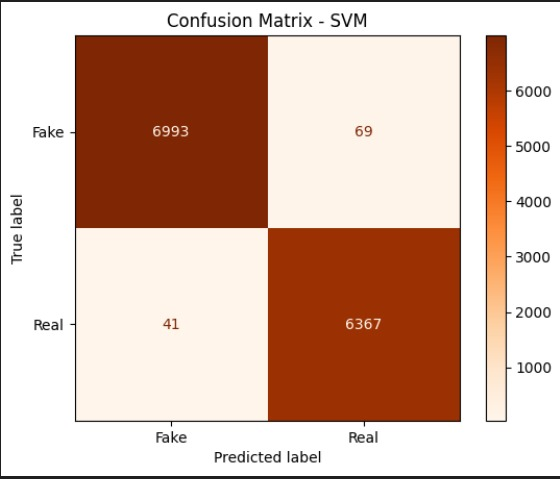 Confusion Matrix - SVM
Fake
6993
69
Real
41
6367
Fake
Real
Predicted label
True label
6000
5000
4000
3000
2000
1000